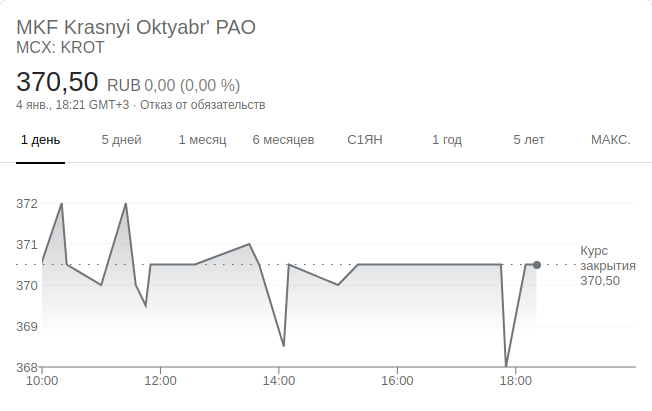 MKF Krasnyi Oktyabr' PAO
MCX: KROT
370,50 RUB 0,00 (0,00 %)
4 янв., 18:21 GMT+3 · Отказ от обязательств
1 день 5 дней 1 месяц 6 месяцев С1ЯН 1 год 5 лет МАКС.
372
371
370
369
368
Курс
закрытия
370,50
10:00 12:00 14:00 16:00 18:00